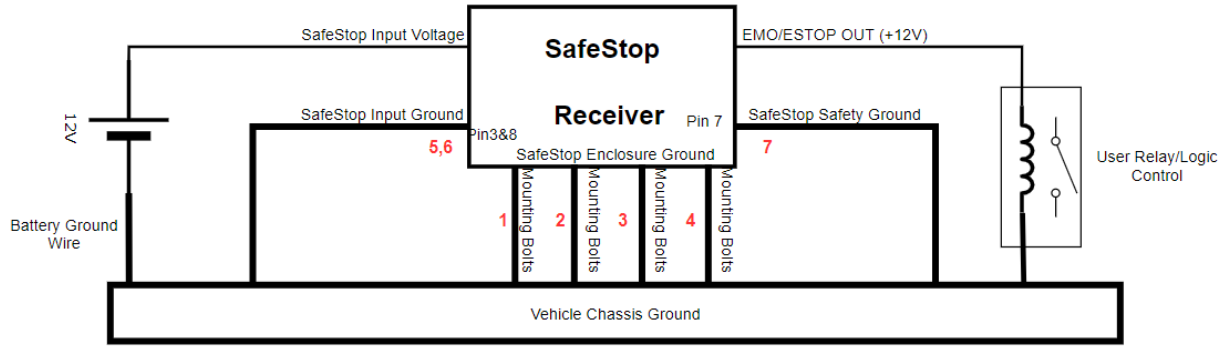 SafeStop Input Voltage
SafeStop
EMO/ESTOP OUT (+12V)
12V
SafeStop Input Ground
Receiver
Pin 7
SafeStop Safety Ground
Pin3&8
5,6
SafeStop Enclosure Ground
7
User Relay/Logic
Control
Mounting Bolts
Mounting Bolts
Mounting Bolts
Mounting Bolts
1
2
3
4
Battery Ground
Wire
Vehicle Chassis Ground